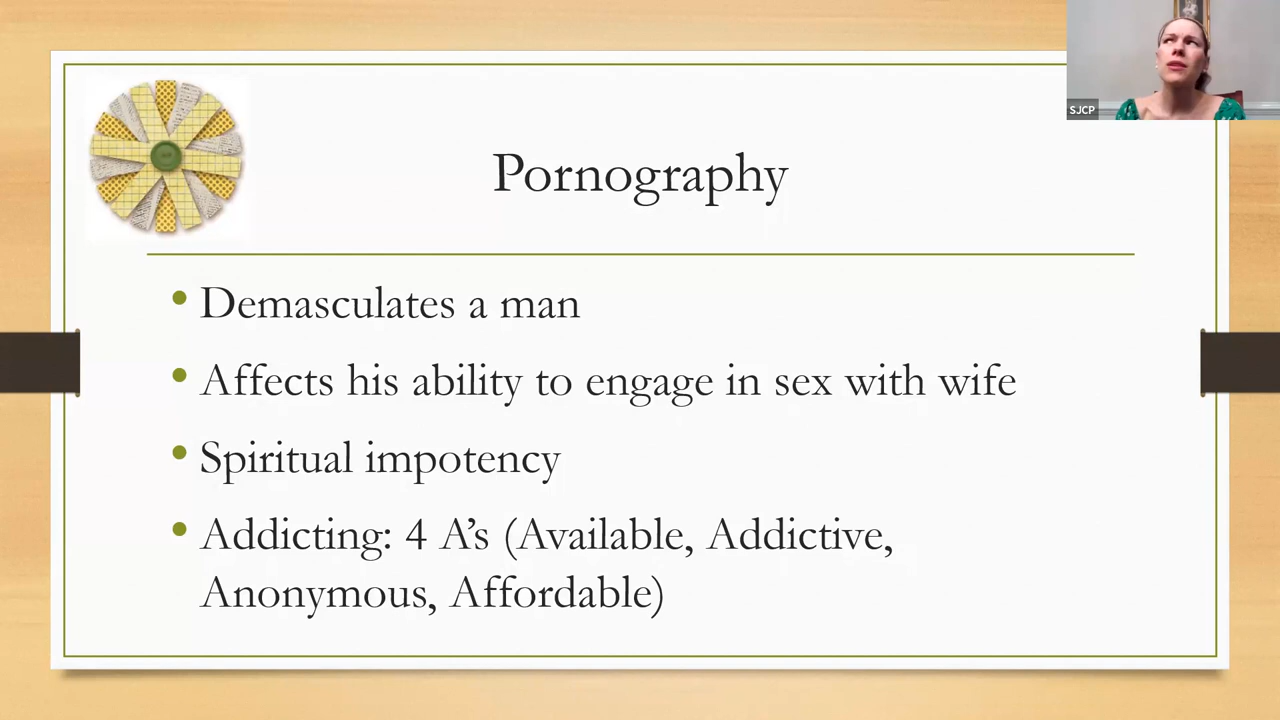 SJCP
Pornography
• Demasculates a man
• Affects his ability to engage in sex with wife
• Spiritual impotency
• Addicting: 4 A’s (Available, Addictive,
Anonymous, Affordable)